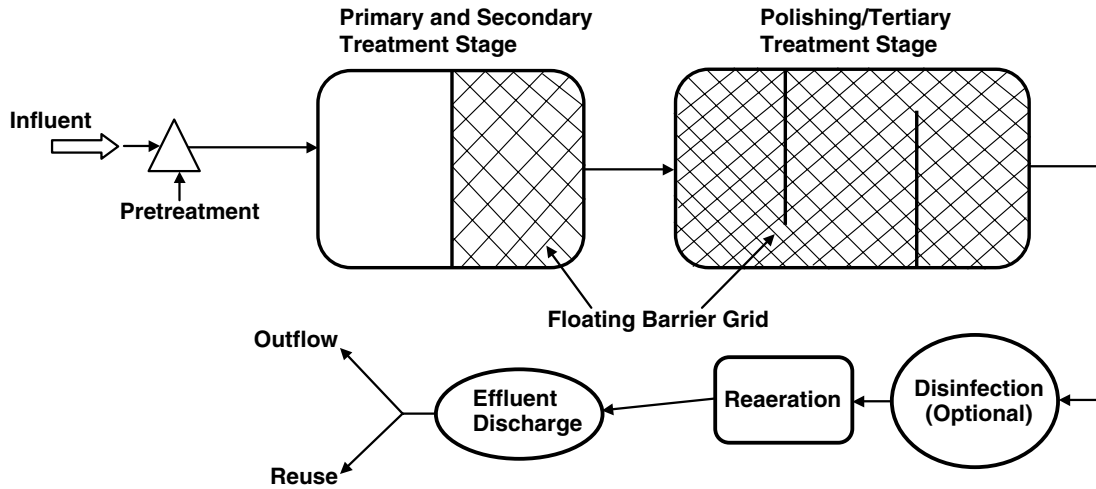 Primary and Secondary
Treatment Stage
Polishing/Tertiary
Treatment Stage
Influent
Pretreatment
Floating Barrier Grid
Outflow
Effluent
Discharge
Reaeration
Disinfection
(Optional)
Reuse